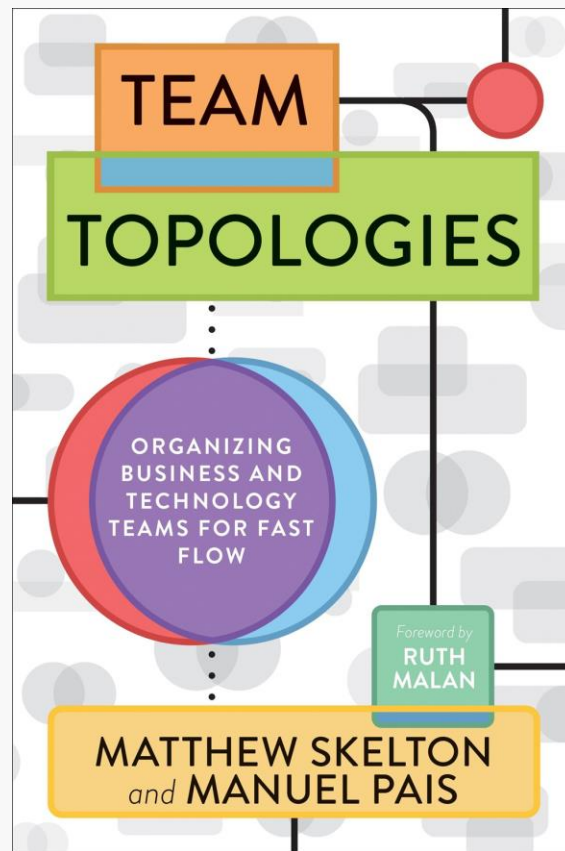 TEAM
TOPOLOGIES
ORGANIZING
BUSINESS AND
TECHNOLOGY
TEAMS FOR FAST
FLOW
Foreword by
RUTH
MALAN
MATTHEW SKELTON
and MANUEL PAIS